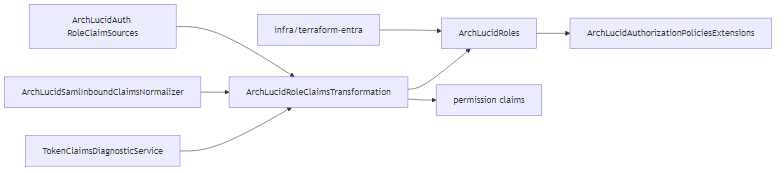 ArchLucidAuth
RoleClaimSources
infra/terraform-entra
ArchLucidRoles
ArchLucidAuthorizationPoliciesExtensions
ArchLucidSamlInboundClaimsNormalizer
ArchLucidRoleClaimsTransformation
permission claims
TokenClaimsDiagnosticService